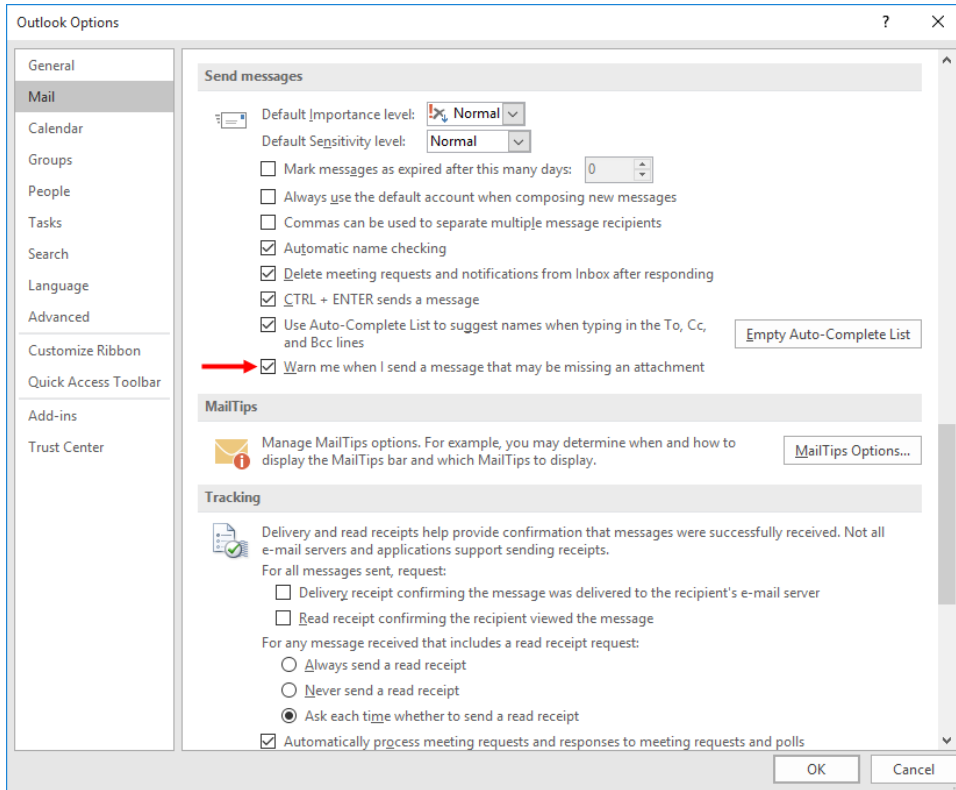 Outlook Options
?
General
Mail
Calendar
Groups
People
Tasks
Search
Language
Advanced
Customize Ribbon
Quick Access Toolbar
Add-ins
Trust Center
Send messages
Default Importance level: Normal
Default Sensitivity level: Normal
Mark messages as expired after this many days: 0
Always use the default account when composing new messages
Commas can be used to separate multiple message recipients
Automatic name checking
Delete meeting requests and notifications from Inbox after responding
CTRL + ENTER sends a message
Use Auto-Complete List to suggest names when typing in the To, Cc,
and Bcc lines
Empty Auto-Complete List
Warn me when I send a message that may be missing an attachment
MailTips
Manage MailTips options. For example, you may determine when and how to
display the MailTips bar and which MailTips to display.
MailTips Options...
Tracking
Delivery and read receipts help provide confirmation that messages were successfully received. Not all
e-mail servers and applications support sending receipts.
For all messages sent, request:
Delivery receipt confirming the message was delivered to the recipient's e-mail server
Read receipt confirming the recipient viewed the message
For any message received that includes a read receipt request:
Always send a read receipt
Never send a read receipt
Ask each time whether to send a read receipt
Automatically process meeting requests and responses to meeting requests and polls
OK
Cancel